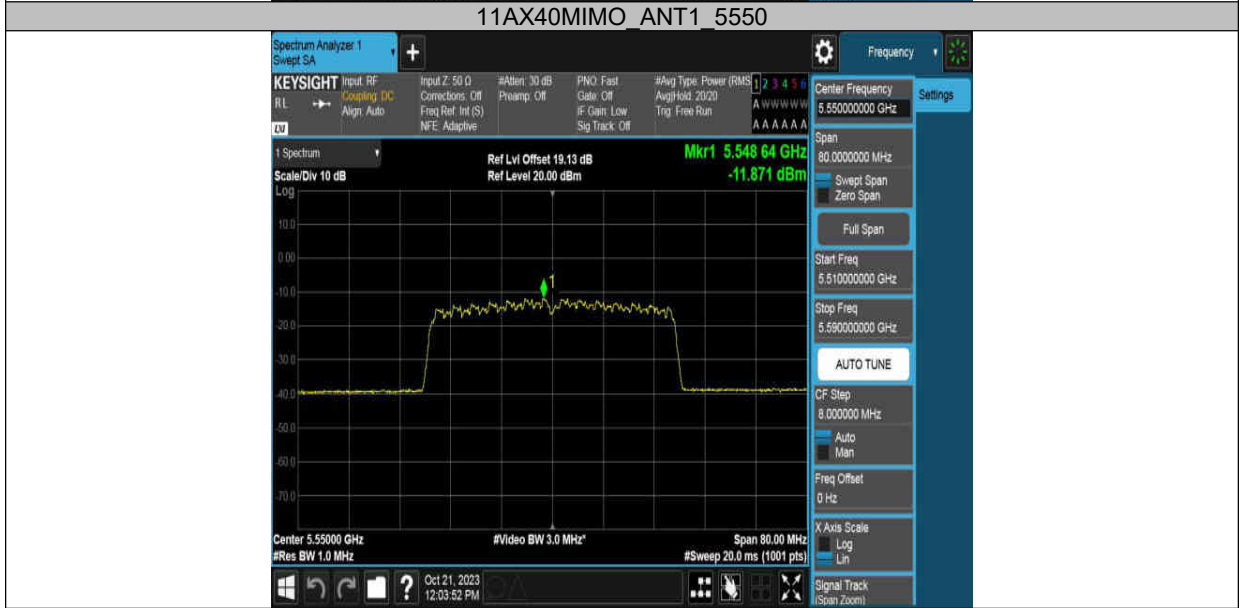 11AX40MIMO_ANT1_5550
Spectrum Analyzer 1
Swept SA
Frequency
KEYSIGHT
RL
Input: RF
Coupling: DC
Align: Auto
Input Z: 50 Ω
Corrections: Off
Freq Ref: Int (S)
NFE: Adaptive
#Atten: 30 dB
Preamp: Off
PNO: Fast
Gate: Off
IF Gain: Low
Sig Track: Off
#Avg Type: Power (RMS
Avg|Hold: 20/20
Trig: Free Run
1 2 3 4 5 6
A W W W W W
A A A A A A
Center Frequency
5.550000000 GHz
Settings
Span
80.0000000 MHz
Swept Span
Zero Span
Full Span
Start Freq
5.510000000 GHz
Stop Freq
5.590000000 GHz
AUTO TUNE
CF Step
8.000000 MHz
Auto
Man
Freq Offset
0 Hz
X Axis Scale
Log
Lin
Signal Track
(Span Zoom)
1 Spectrum
Scale/Div 10 dB
Ref Lvl Offset 19.13 dB
Ref Level 20.00 dBm
Mkr1 5.548 64 GHz
-11.871 dBm
Log
10.0
0.00
-10.0
-20.0
-30.0
-40.0
-50.0
-60.0
-70.0
1
Center 5.55000 GHz
#Res BW 1.0 MHz
#Video BW 3.0 MHz*
Span 80.00 MHz
#Sweep 20.0 ms (1001 pts)
?
Oct 21, 2023
12:03:52 PM